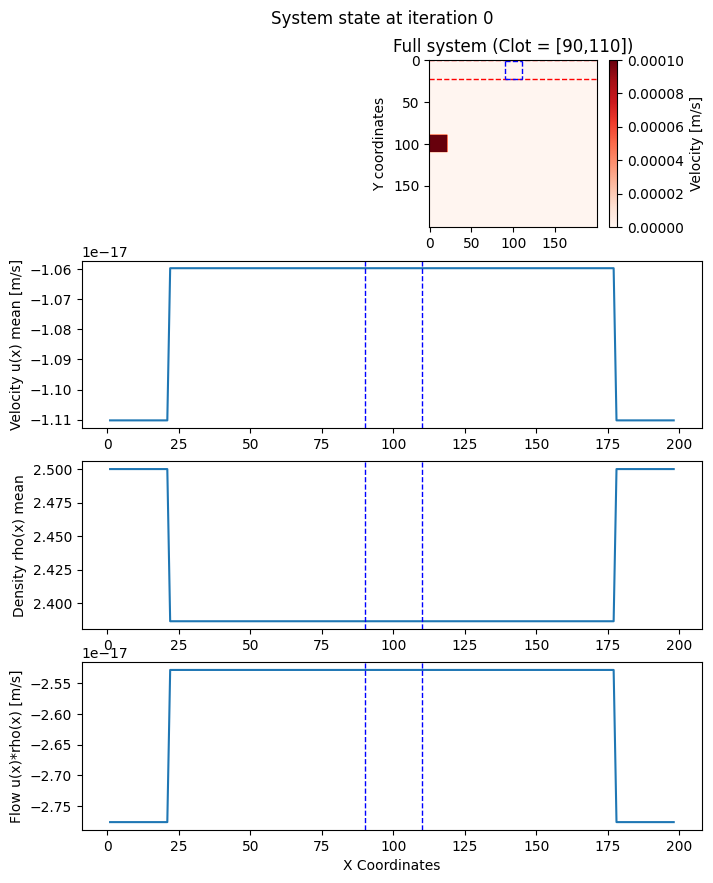 System state at iteration 0
Full system (Clot = [90,110])
0
50
100
150
Y coordinates
0 50 100 150
0.00010
0.00008
0.00006
0.00004
0.00002
0.00000
Velocity [m/s]
1e−17
−1.06
−1.07
−1.08
−1.09
−1.10
−1.11
Velocity u(x) mean [m/s]
0 25 50 75 100 125 150 175 200
2.500
2.475
2.450
2.425
2.400
Density rho(x) mean
0 25 50 75 100 125 150 175 200
1e−17
−2.55
−2.60
−2.65
−2.70
−2.75
Flow u(x)*rho(x) [m/s]
0 25 50 75 100 125 150 175 200
X Coordinates